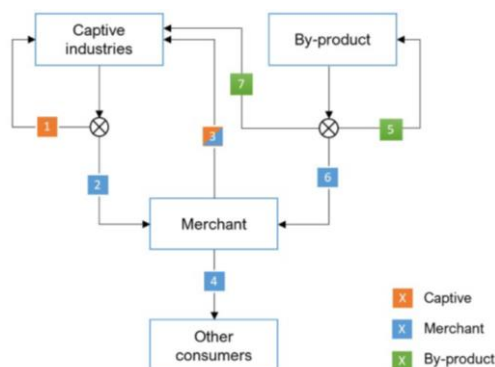 Captive
industries
By-product
7
1
3
5
2
6
Merchant
4
Other
consumers
X Captive
X Merchant
X By-product